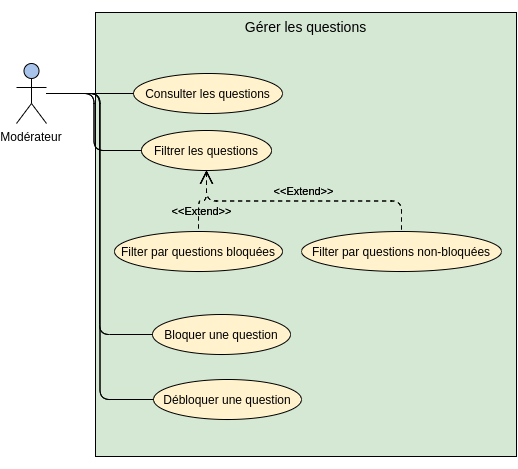 Gérer les questions
Consulter les questions
Modérateur
Filtrer les questions
<<Extend>>
<<Extend>>
Filter par questions bloquées
Filter par questions non-bloquées
Bloquer une question
Débloquer une question